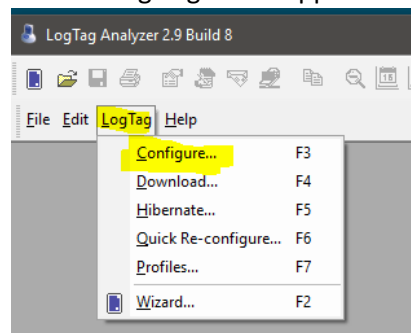 LogTag Analyzer 2.9 Build 8
File Edit LogTag Help
Configure... F3
Download... F4
Hibernate... F5
Quick Re-configure... F6
Profiles... F7
Wizard... F2